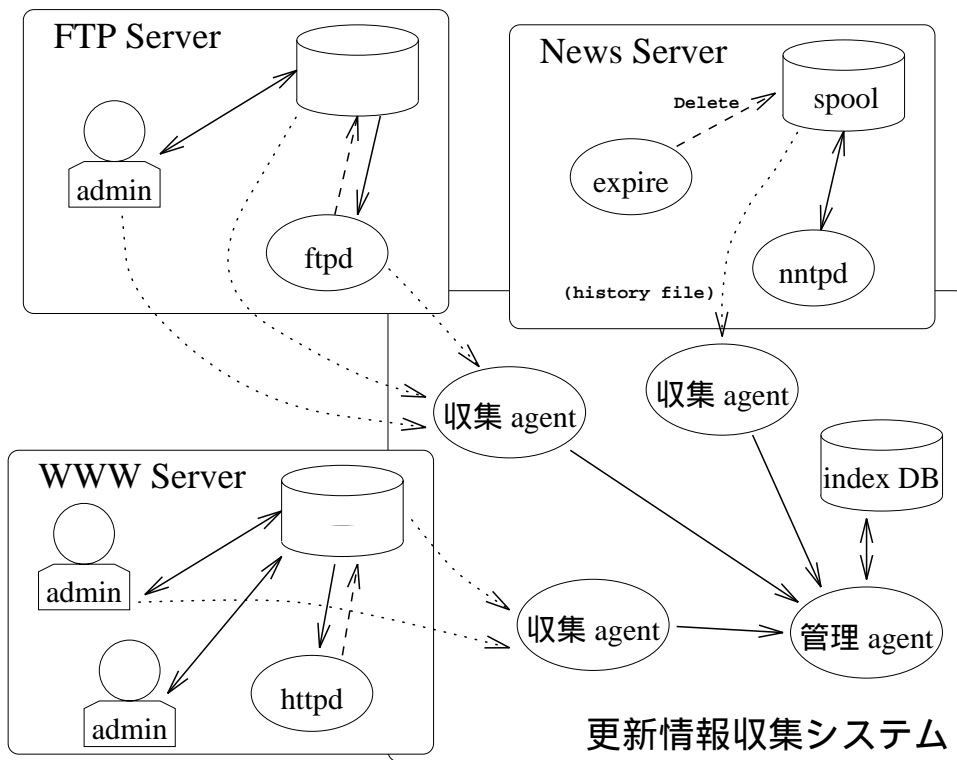 FTP Server
admin
ftpd
News Server
Delete
spool
expire
nntpd
(history file)
収集 agent
収集 agent
index DB
WWW Server
admin
admin
httpd
収集 agent
管理 agent
更新情報収集システム